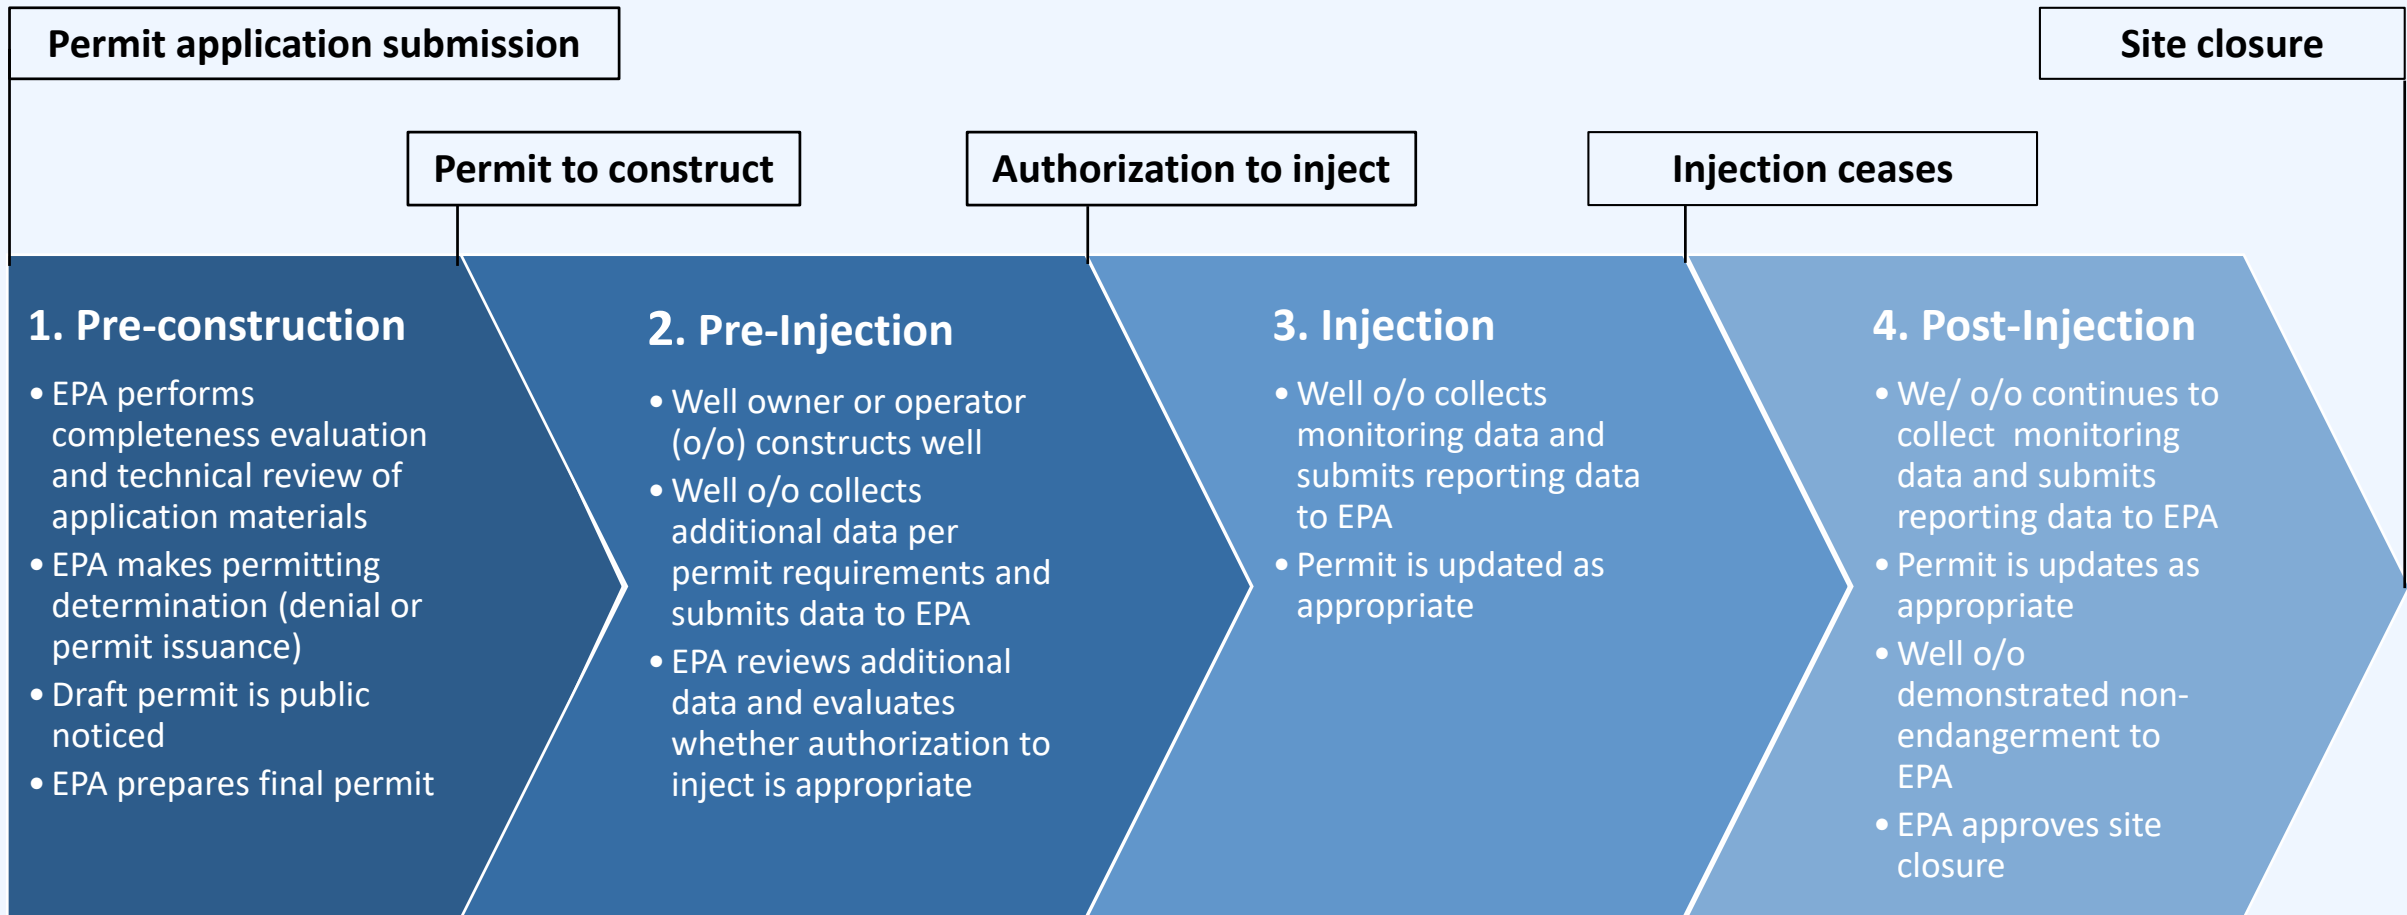 Permit application submission
Site closure
Permit to construct
Authorization to inject
Injection ceases
1. Pre-construction
• EPA performs
completeness evaluation
and technical review of
application materials
• EPA makes permitting
determination (denial or
permit issuance)
• Draft permit is public
noticed
• EPA prepares final permit
2. Pre-Injection
• Well owner or operator
(o/o) constructs well
• Well o/o collects
additional data per
permit requirements and
submits data to EPA
• EPA reviews additional
data and evaluates
whether authorization to
inject is appropriate
3. Injection
• Well o/o collects
monitoring data and
submits reporting data
to EPA
• Permit is updated as
appropriate
4. Post-Injection
• We/ o/o continues to
collect  monitoring
data and submits
reporting data to EPA
• Permit is updates as
appropriate
• Well o/o
demonstrated non-
endangerment to
EPA
• EPA approves site
closure